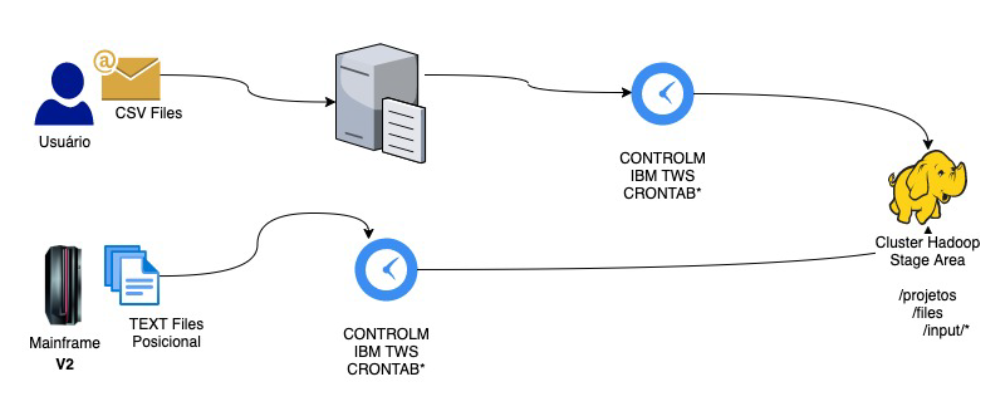 @
CSV Files
Usuário
CONTROLM
IBM TWS
CRONTAB*
Cluster Hadoop
Stage Area
/projetos
/files
/input/*
Mainframe
V2
TEXT Files
Posicional
CONTROLM
IBM TWS
CRONTAB*